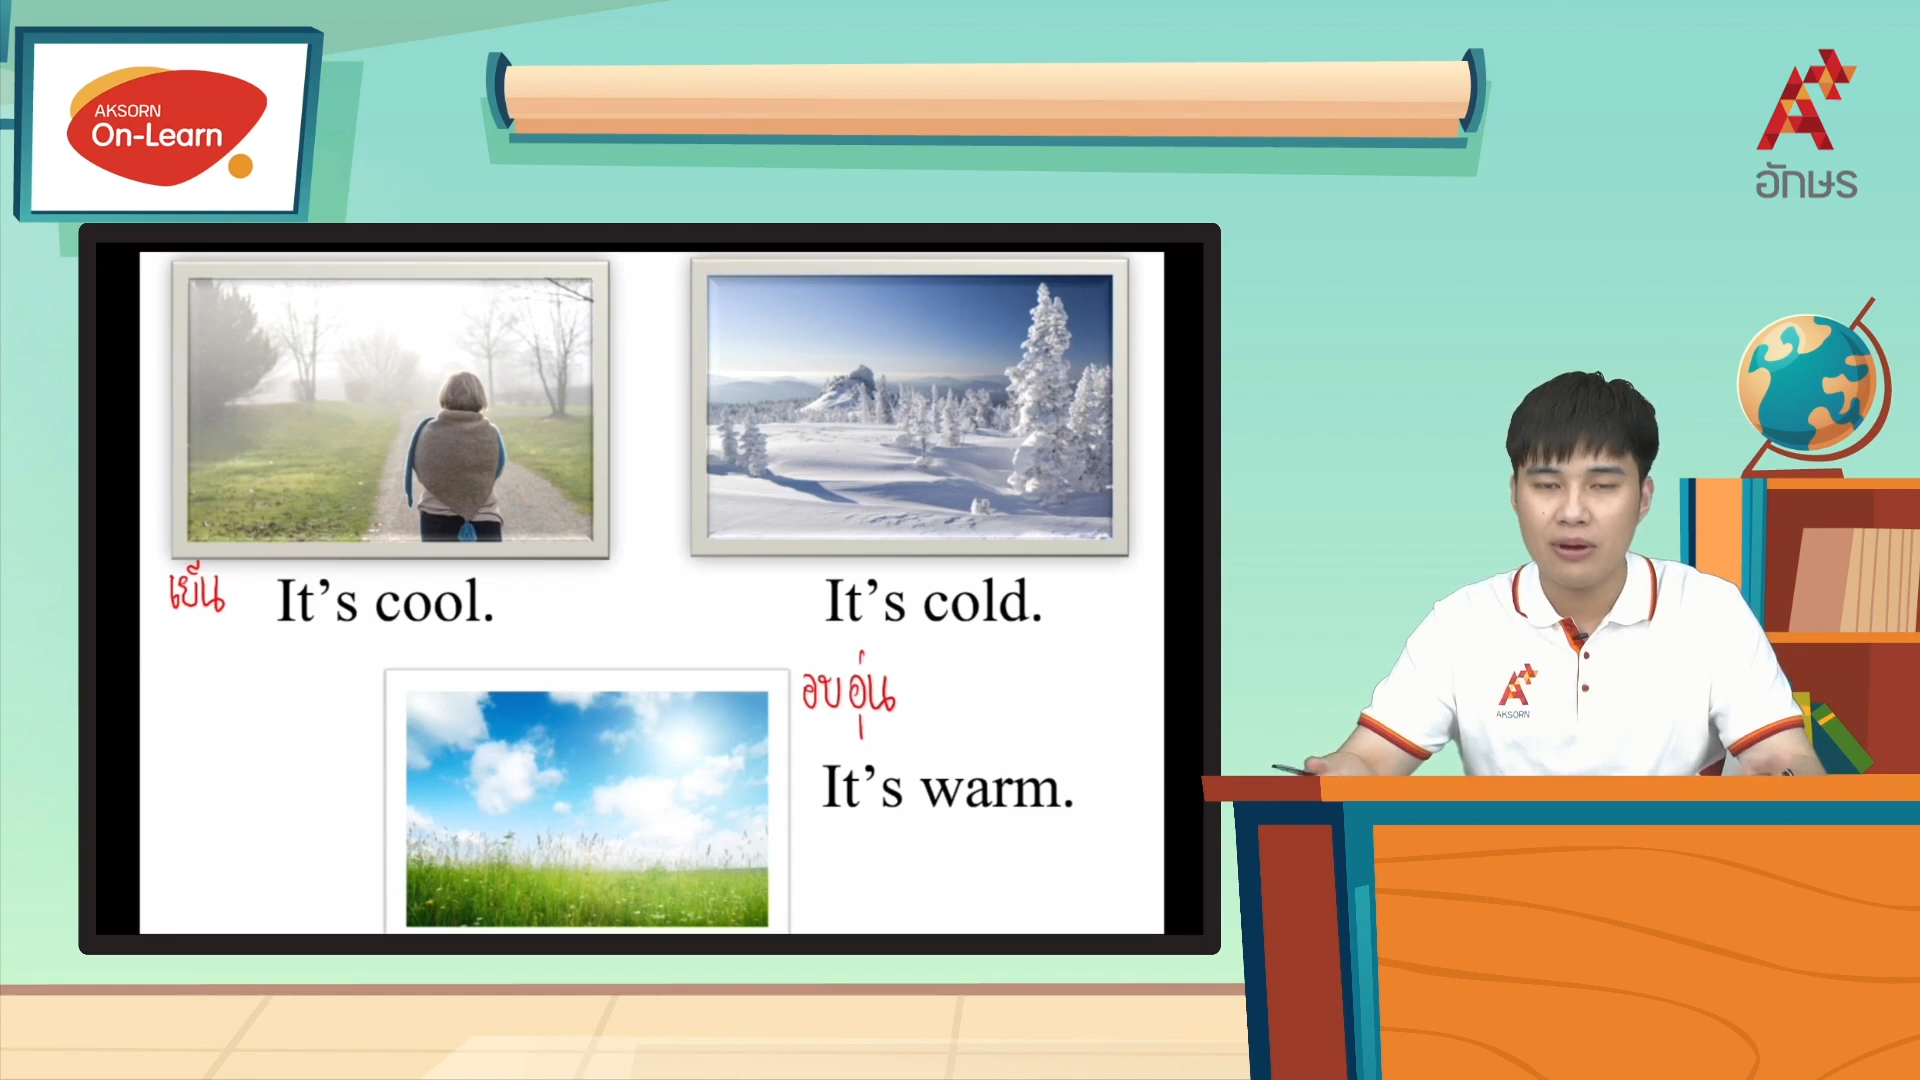 AKSORN
On-Learn
อักษร
เย็น It's cool.
It's cold.
อบอุ่น
It's warm.
AKSORN